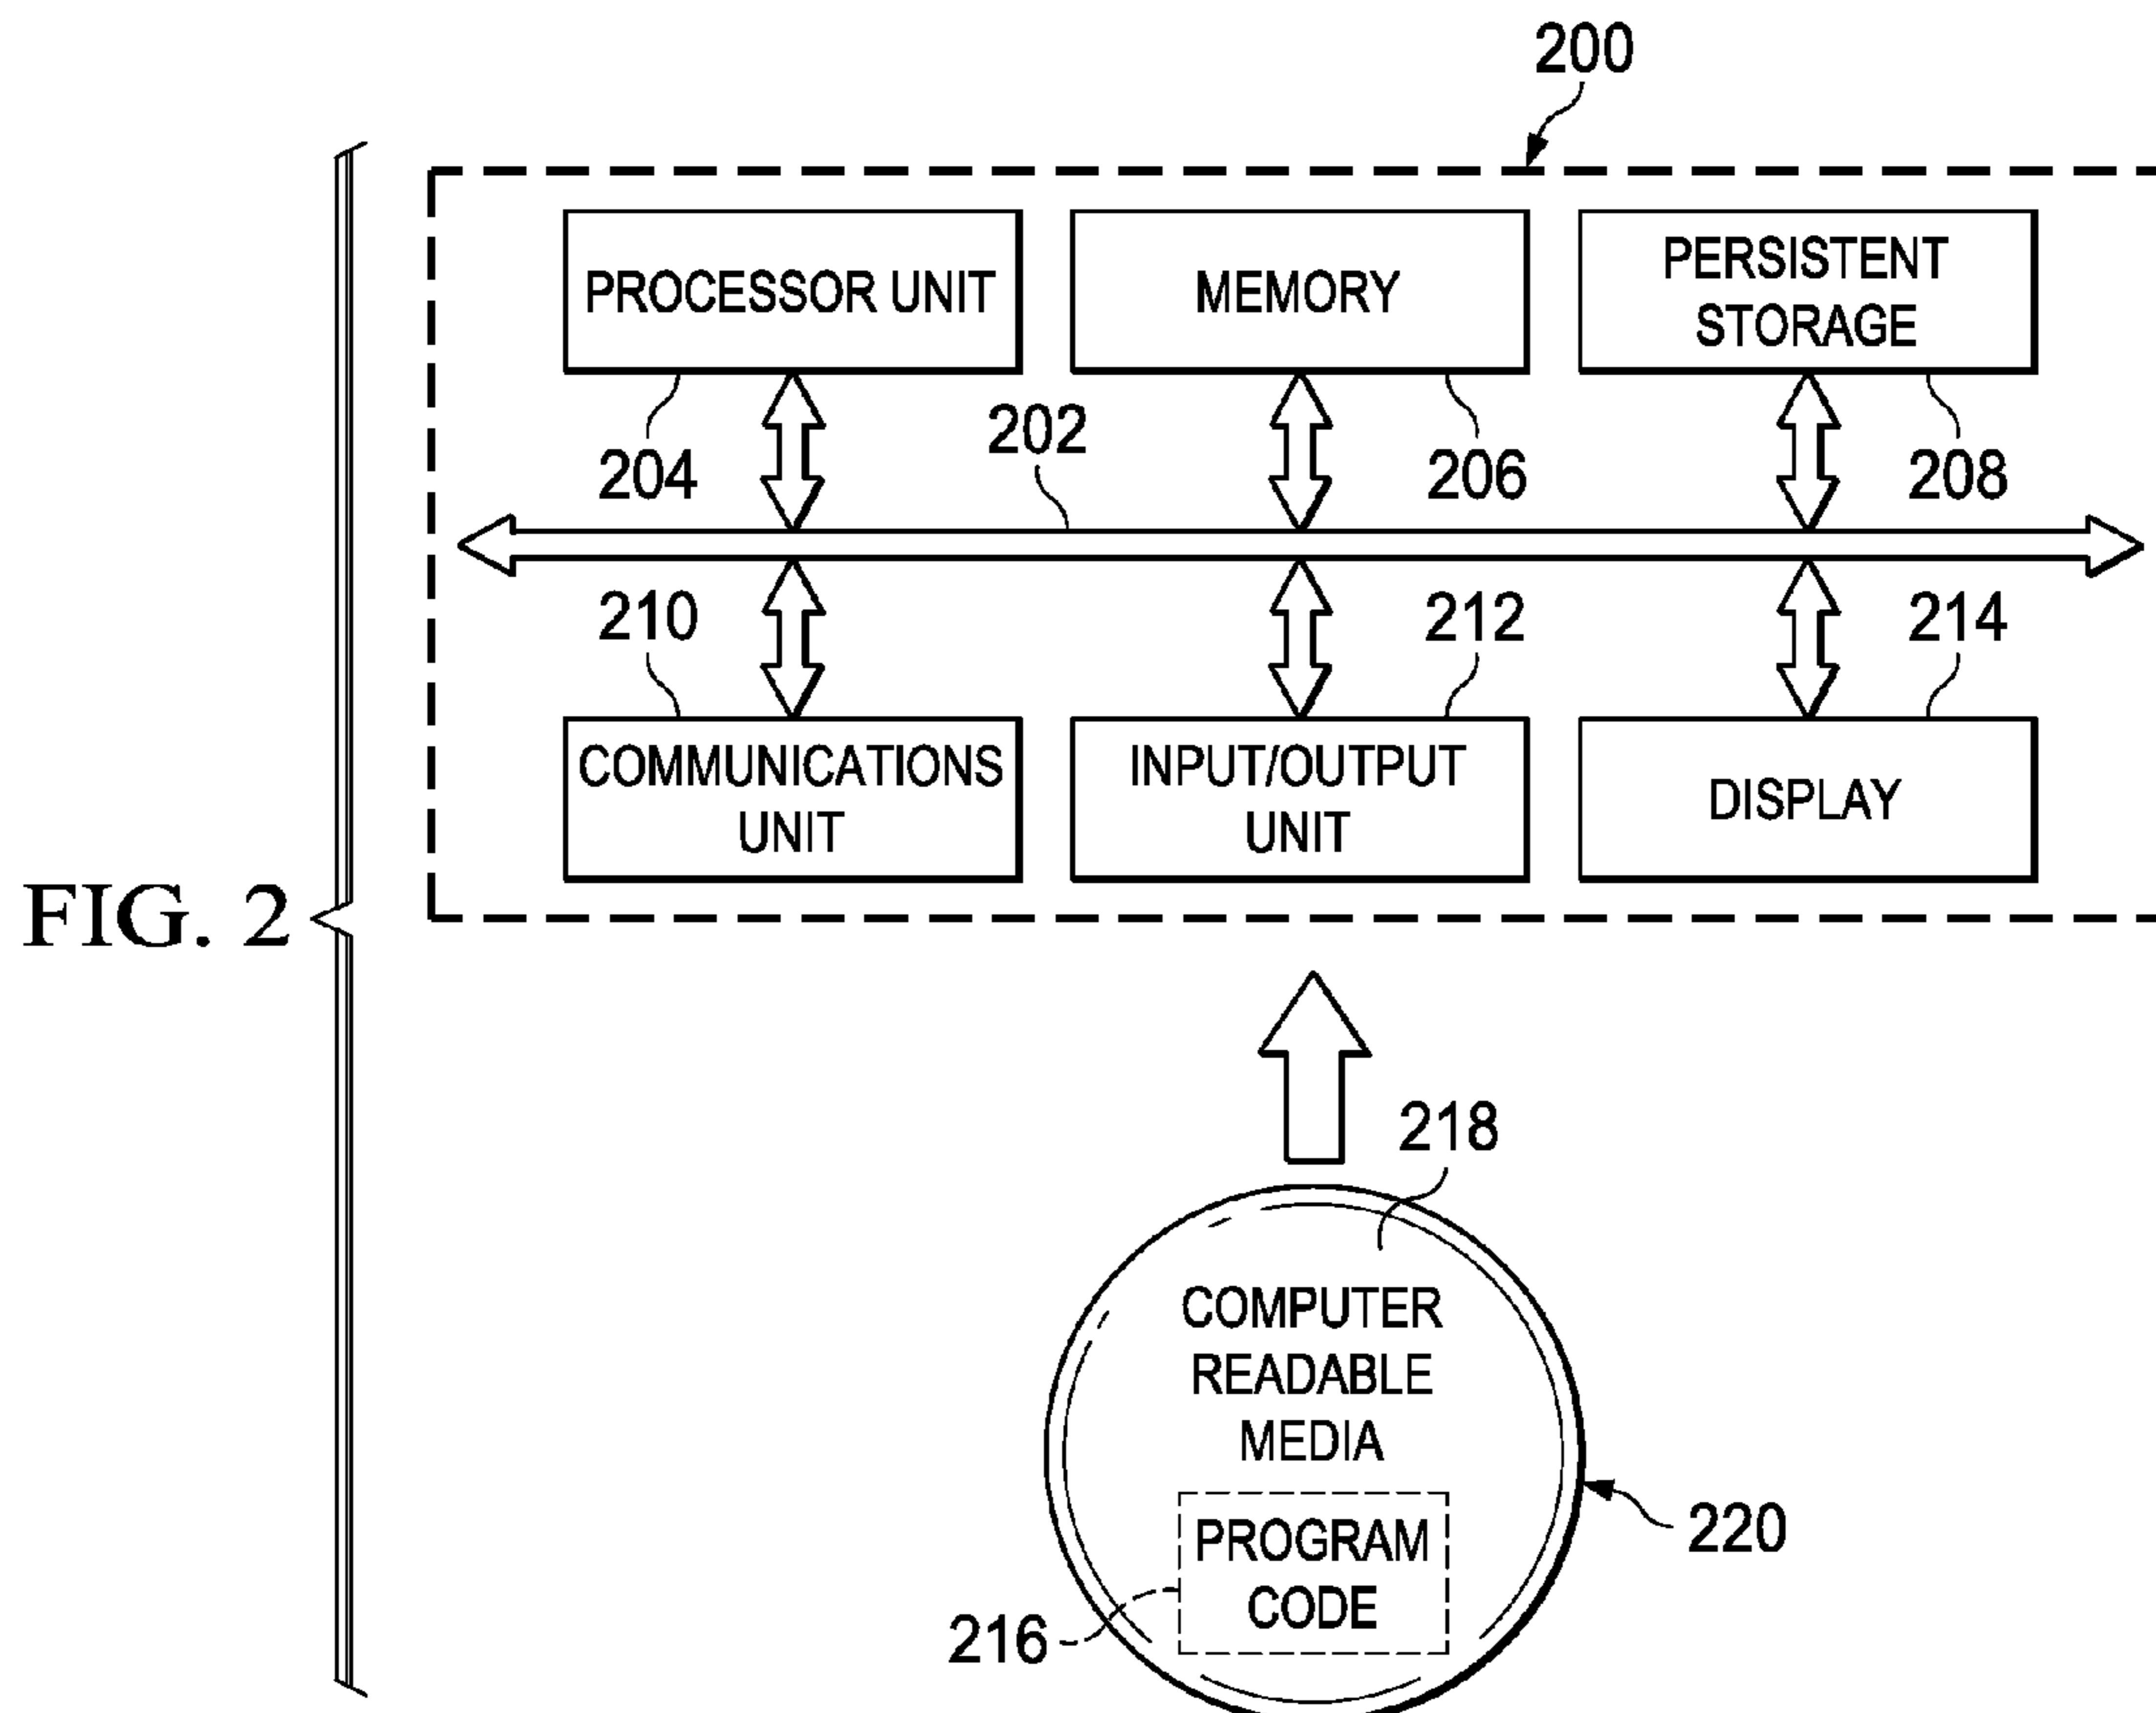 200
PROCESSOR UNIT
MEMORY
PERSISTENT
STORAGE
204
202
206
208
210
212
214
COMMUNICATIONS
UNIT
INPUT/OUTPUT
UNIT
DISPLAY
FIG. 2
218
COMPUTER
READABLE
MEDIA
PROGRAM
CODE
220
216